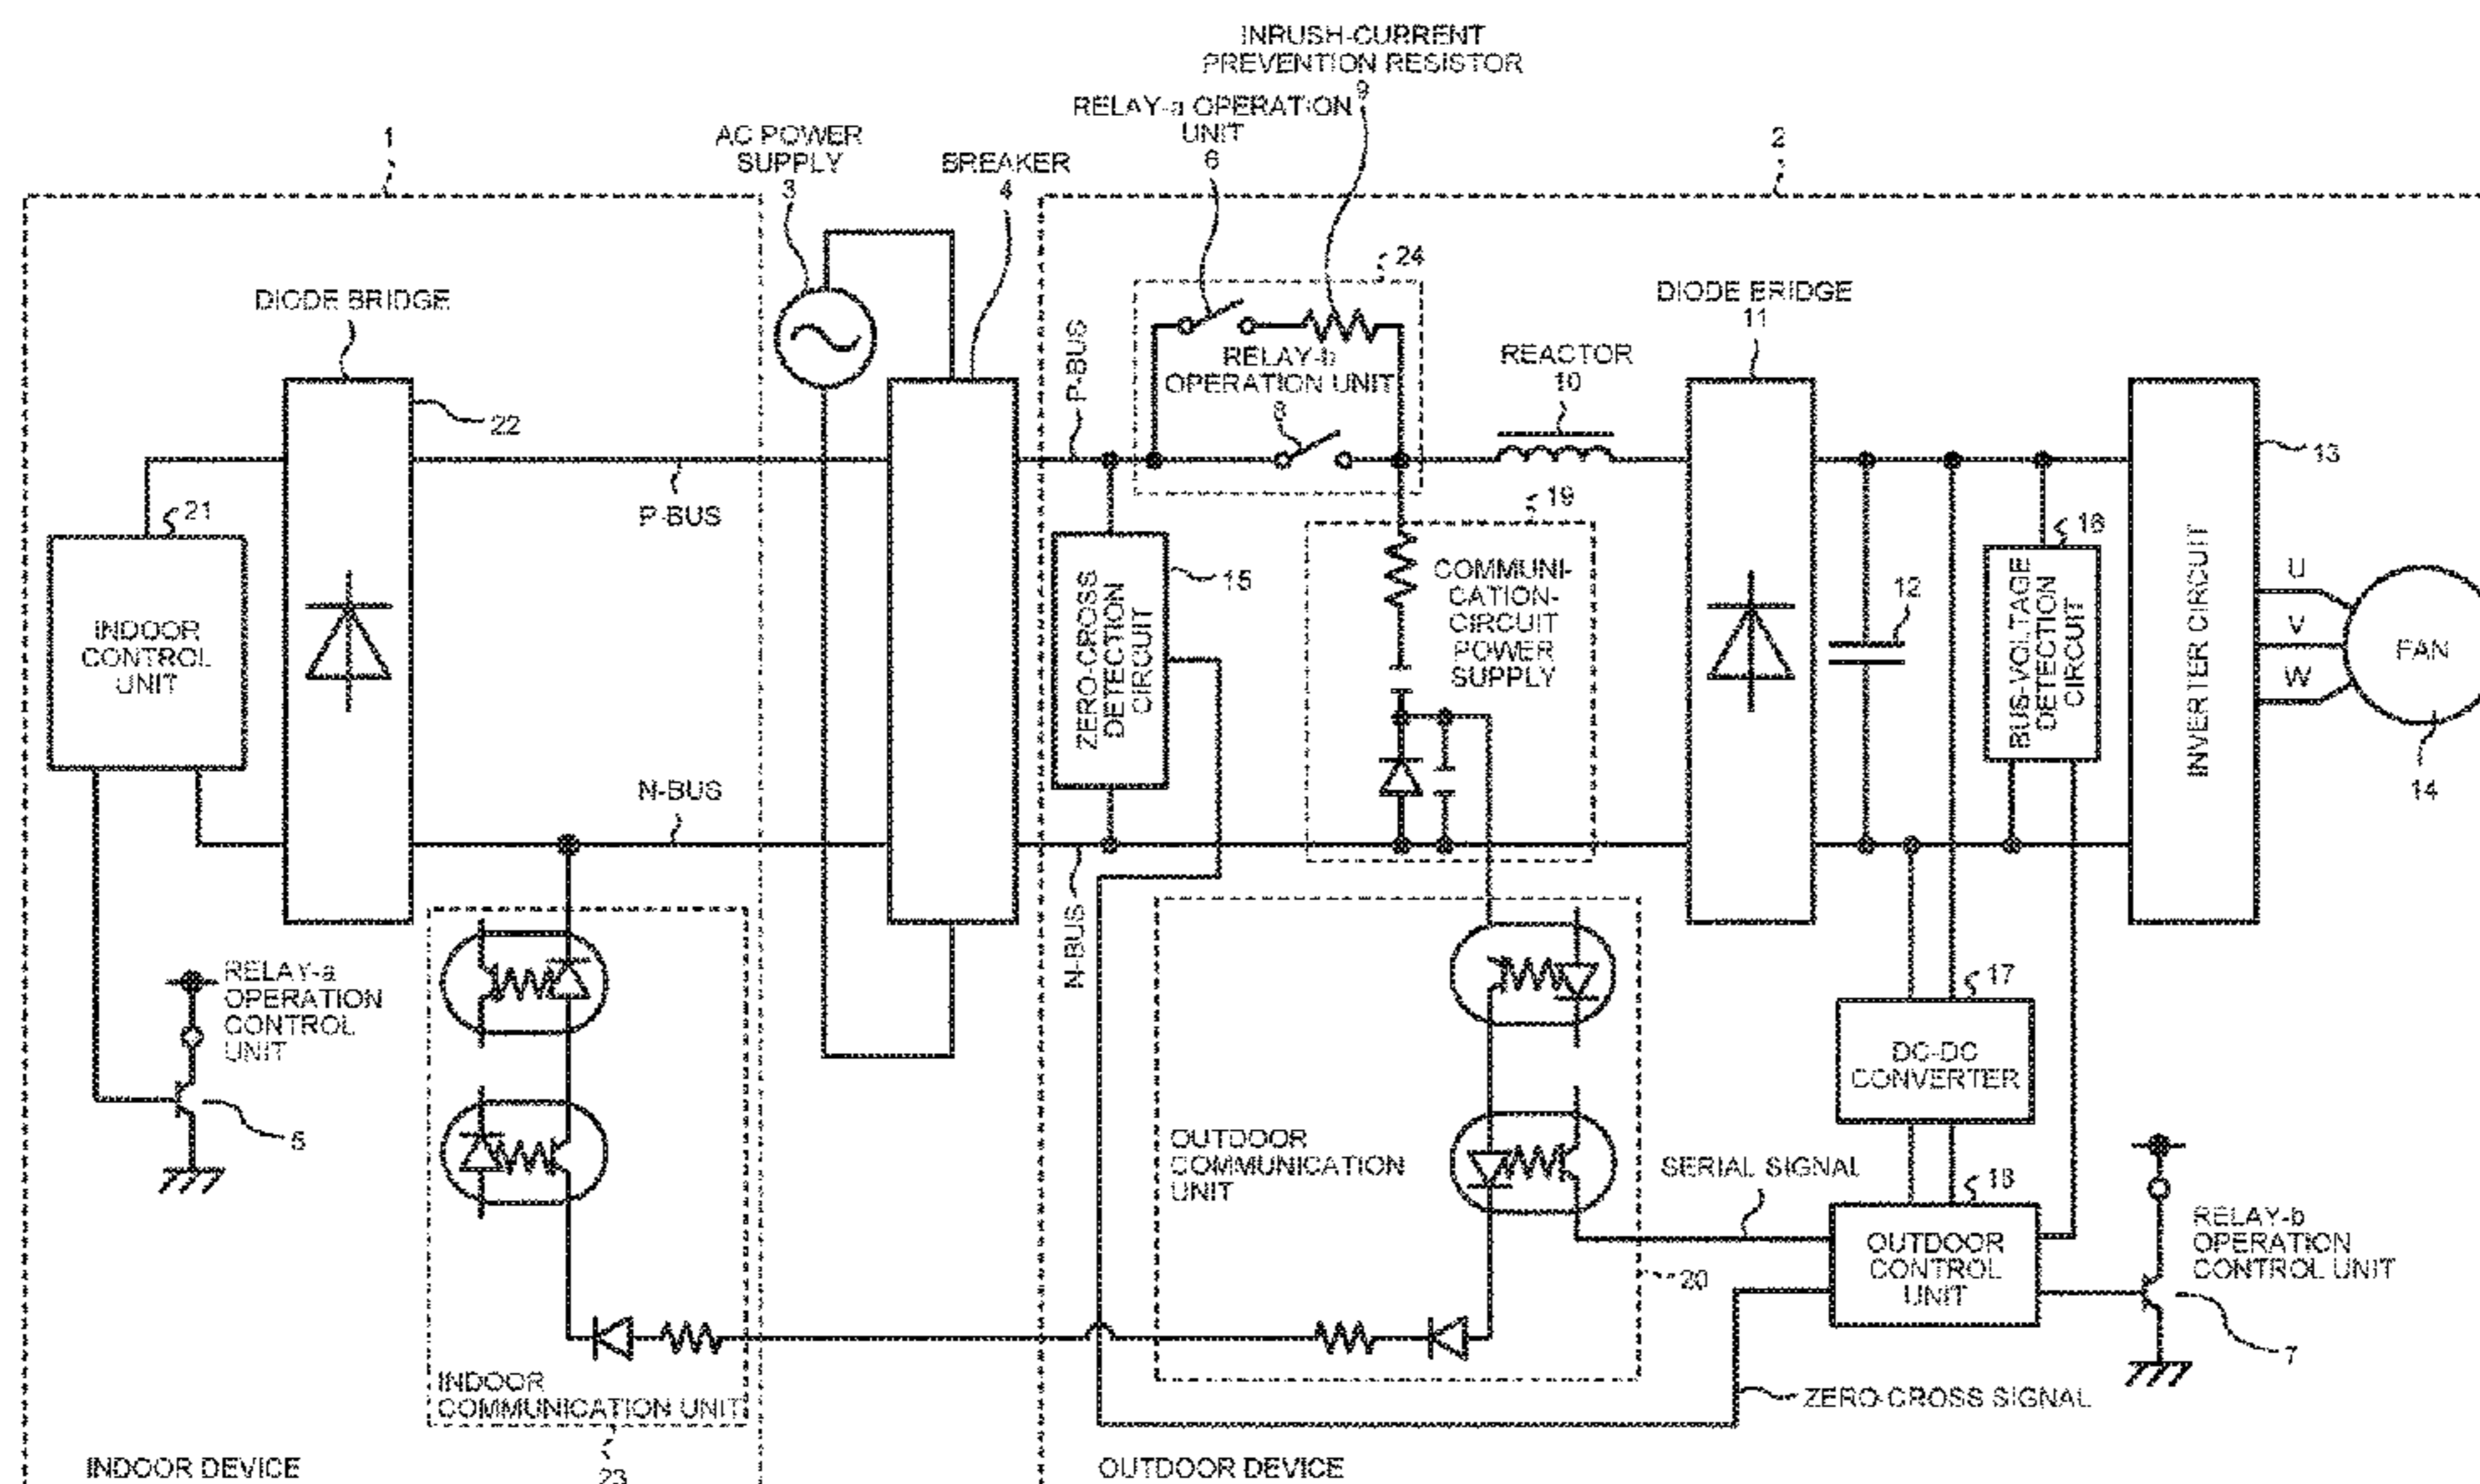 INRUSH-CURRENT
PREVENTION RESISTOR
9
RELAY-a OPERATION
UNIT
6
AC POWER
SUPPLY
3
BREAKER
4
1
2
24
DIODE BRIDGE
22
P-BUS
RELAY-b
OPERATION UNIT
8
REACTOR
10
DIODE BRIDGE
11
13
21
P-BUS
19
16
15
INDOOR
CONTROL
UNIT
ZERO-CROSS
DETECTION
CIRCUIT
COMMUNI-
CATION-
CIRCUIT
POWER
SUPPLY
12
BUS-VOLTAGE
DETECTION
CIRCUIT
INVERTER CIRCUIT
U
V
W
FAN
14
N-BUS
N-BUS
RELAY-a
OPERATION
CONTROL
UNIT
5
17
DC-DC
CONVERTER
OUTDOOR
COMMUNICATION
UNIT
SERIAL SIGNAL
18
OUTDOOR
CONTROL
UNIT
RELAY-b
OPERATION
CONTROL UNIT
20
7
INDOOR
COMMUNICATION UNIT
ZERO-CROSS SIGNAL
INDOOR DEVICE
23
OUTDOOR DEVICE